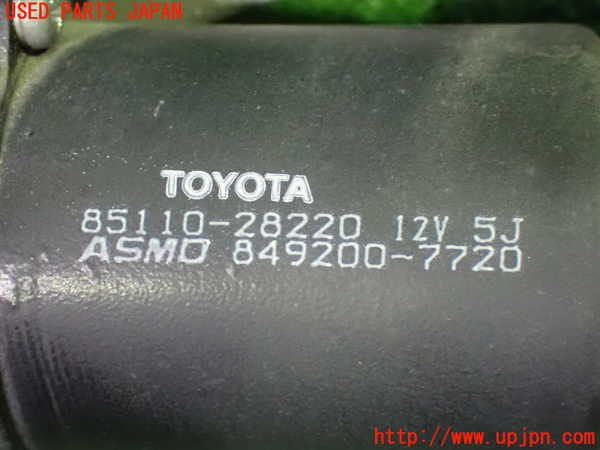 USED PARTS JAPAN
TOYOTA
85110-28220 12V 5J
ASMO 849200-7720
http://www.upjpn.com/